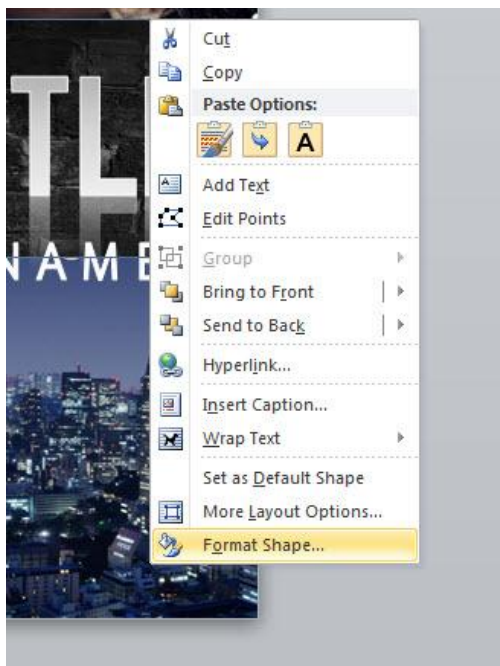 Cut
Copy
Paste Options:
A
Add Text
Edit Points
TL
Group
NAME
Bring to Front
Send to Back
Hyperlink...
Insert Caption...
Wrap Text
Set as Default Shape
More Layout Options...
Format Shape...